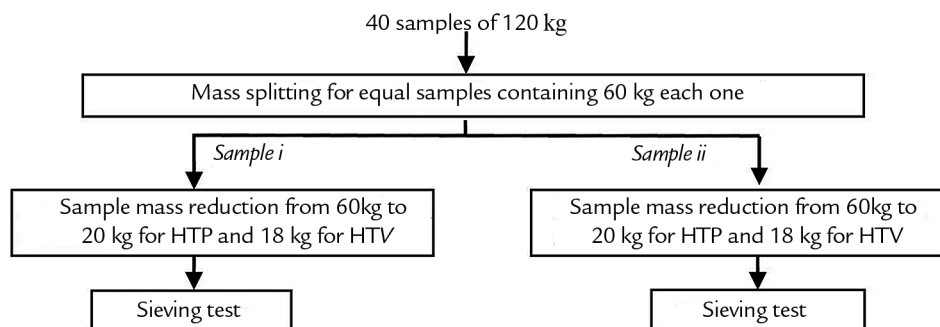 40 samples of 120 kg
Mass splitting for equal samples containing 60 kg each one
Sample i
Sample ii
Sample mass reduction from 60kg to
20 kg for HTP and 18 kg for HTV
Sample mass reduction from 60kg to
20 kg for HTP and 18 kg for HTV
Sieving test
Sieving test